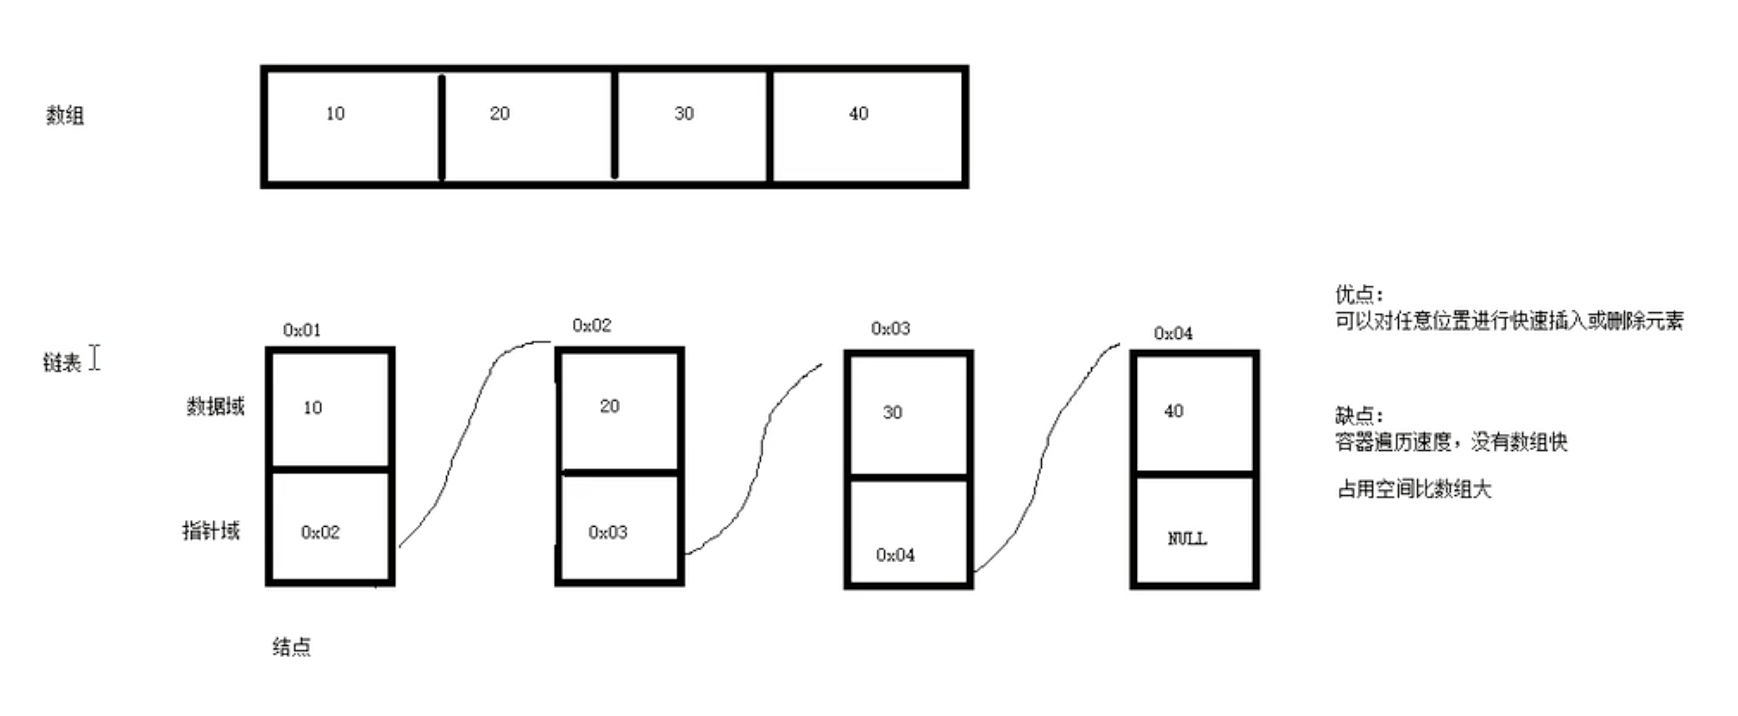 数组
10 20 30 40
优点:
可以对任意位置进行快速插入或删除元素
0x01 0x02 0x03 0x04
链表
数据域 10 20 30 40
缺点:
容器遍历速度，没有数组快
占用空间比数组大
指针域 0x02 0x03 0x04 NULL
结点